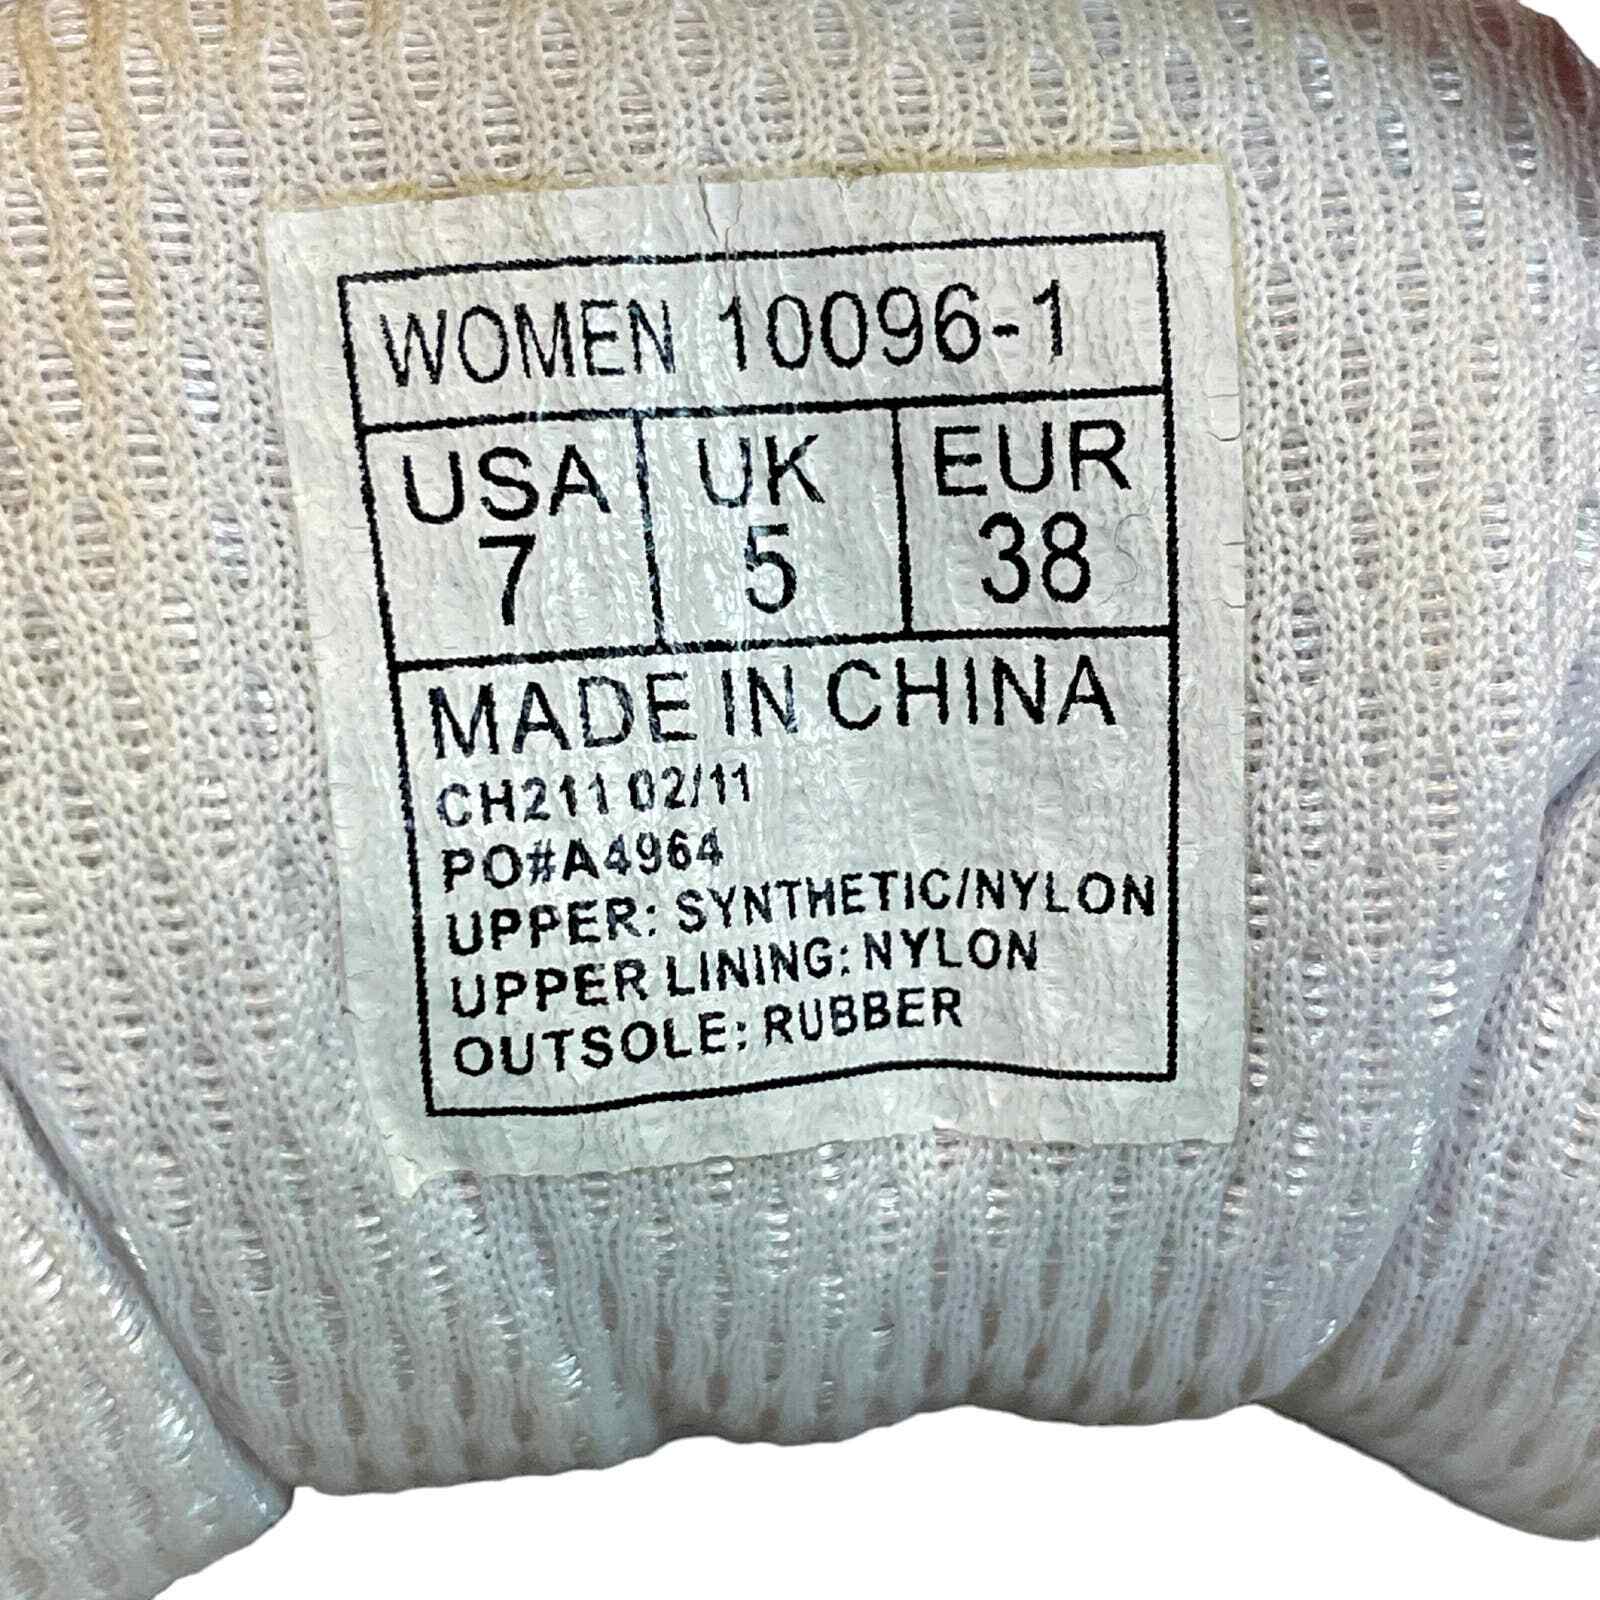 WOMEN 10096-1
USA UK EUR
7 5 38
MADE IN CHINA
CH211 02/11
PO#A4964
UPPER: SYNTHETIC/NYLON
UPPER LINING: NYLON
OUTSOLE: RUBBER